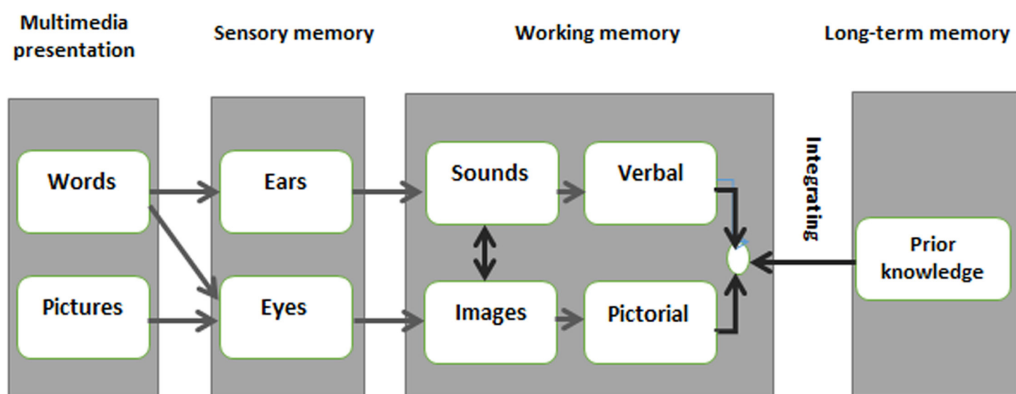 Multimedia
presentation
Sensory memory
Working memory
Long-term memory
Words
Ears
Sounds
Verbal
Integrating
Prior
knowledge
Pictures
Eyes
Images
Pictorial